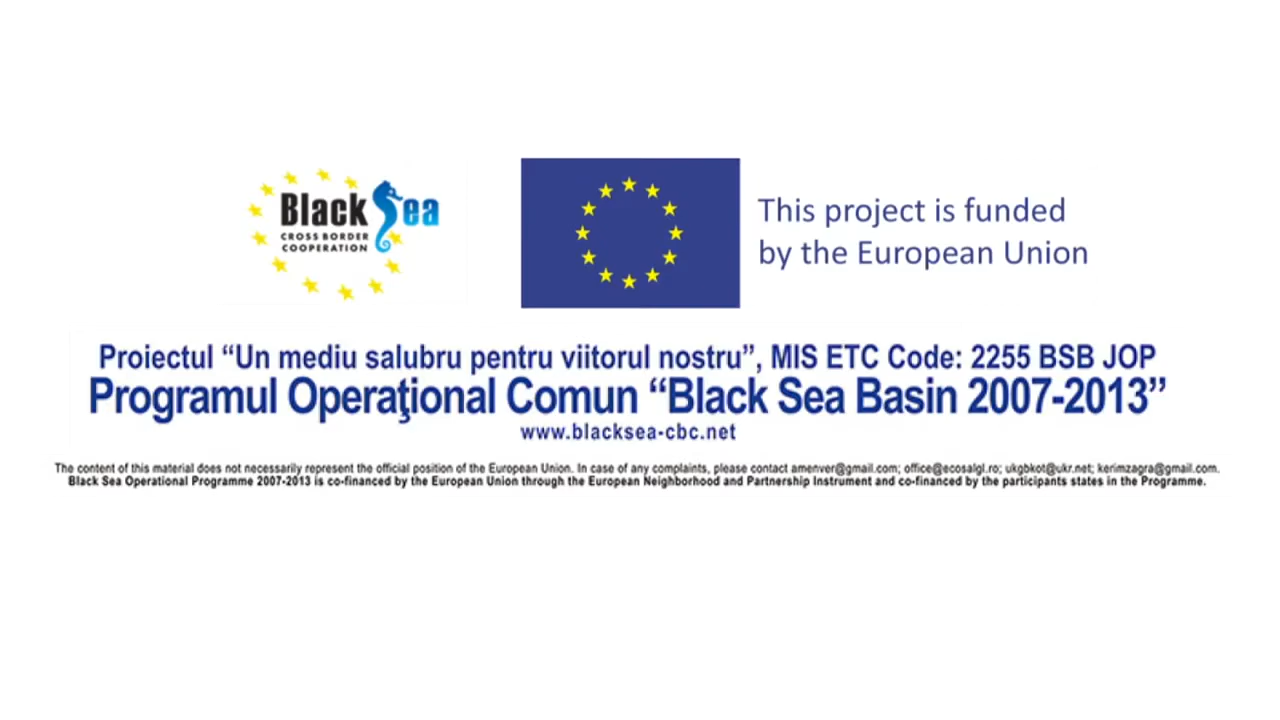 Black Sea
CROSS BORDER
COOPERATION
This project is funded
by the European Union
Proiectul “Un mediu salubru pentru viitorul nostru”, MIS ETC Code: 2255 BSB JOP
Programul Operaţional Comun “Black Sea Basin 2007-2013”
www.blacksea-cbc.net
The content of this material does not necessarily represent the official position of the European Union. In case of any complaints, please contact amenver@gmail.com; office@ecosalgl.ro; ukgbkot@ukr.net; kerimzagra@gmail.com.
Black Sea Operational Programme 2007-2013 is co-financed by the European Union through the European Neighborhood and Partnership Instrument and co-financed by the participants states in the Programme.